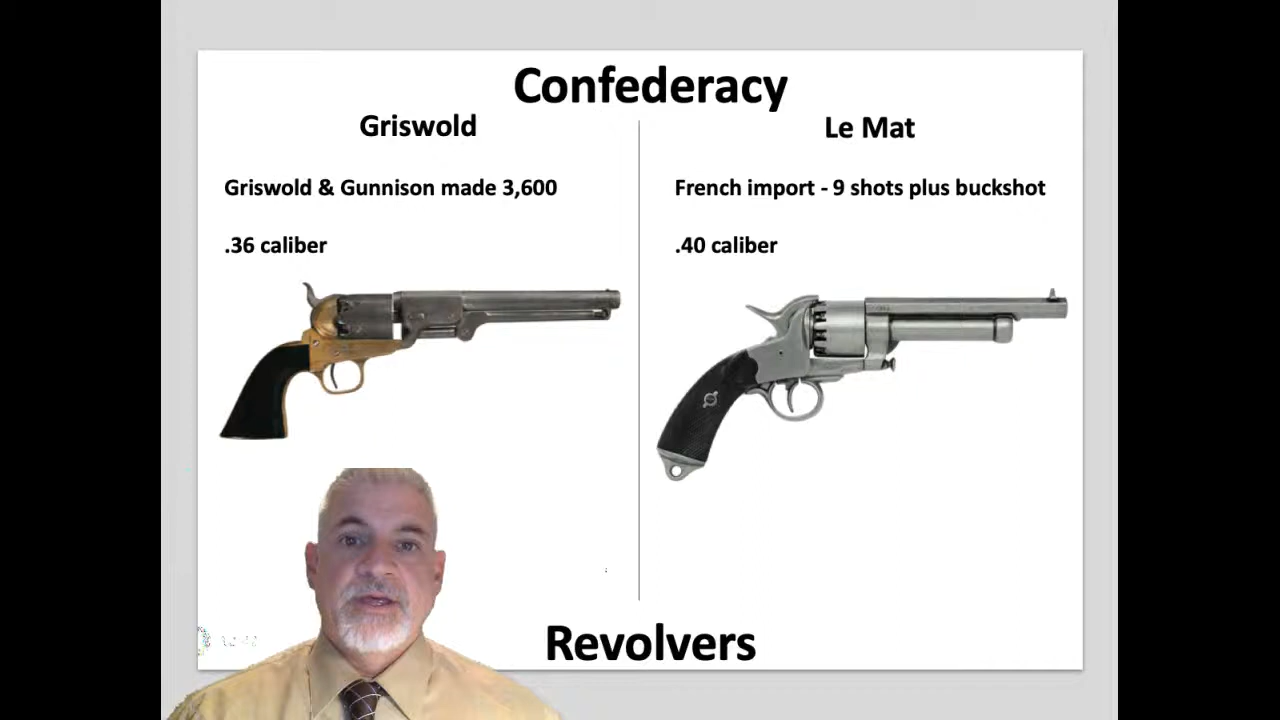 Confederacy
Griswold
Griswold & Gunnison made 3,600
.36 caliber
Le Mat
French import - 9 shots plus buckshot
.40 caliber
Revolvers